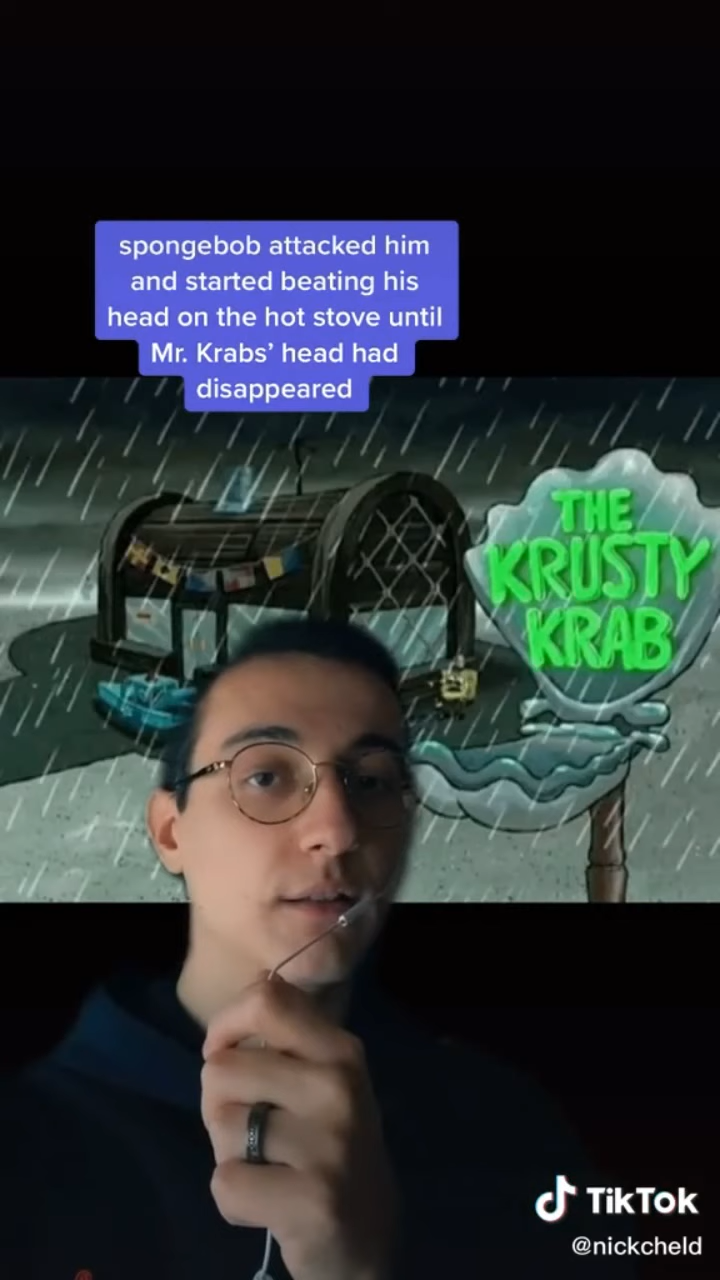 spongebob attacked him
and started beating his
head on the hot stove until
Mr. Krabs’ head had
disappeared
THE
KRUSTY
KRAB
TikTok
@nickcheld